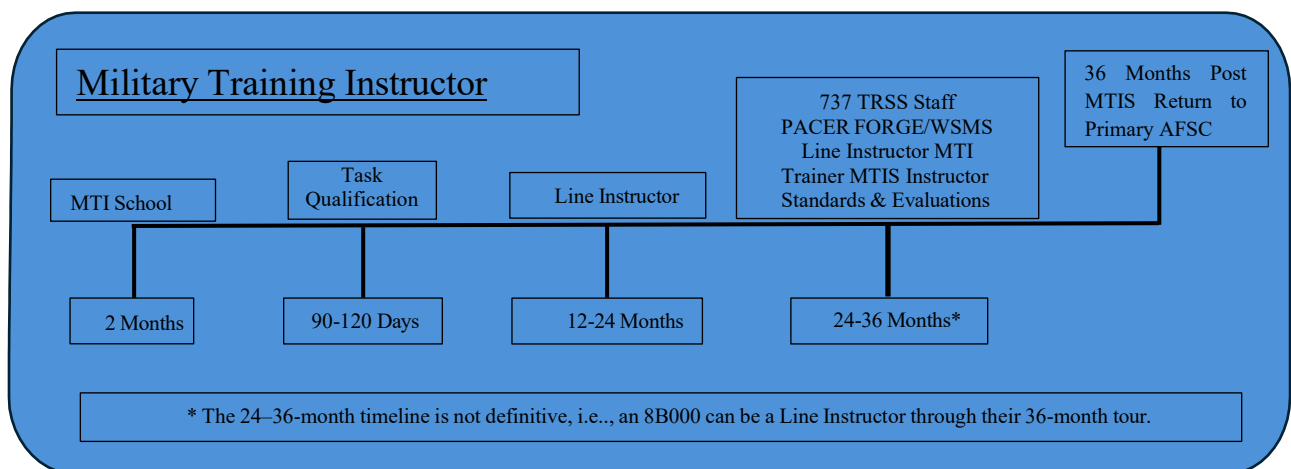 Military Training Instructor
36 Months Post
MTIS Return to
Primary AFSC
737 TRSS Staff
PACER FORGE/WSMS
Line Instructor MTI
Trainer MTIS Instructor
Standards & Evaluations
Task
Qualification
MTI School
Line Instructor
2 Months
90-120 Days
12-24 Months
24-36 Months*
* The 24–36-month timeline is not definitive, i.e.., an 8B000 can be a Line Instructor through their 36-month tour.